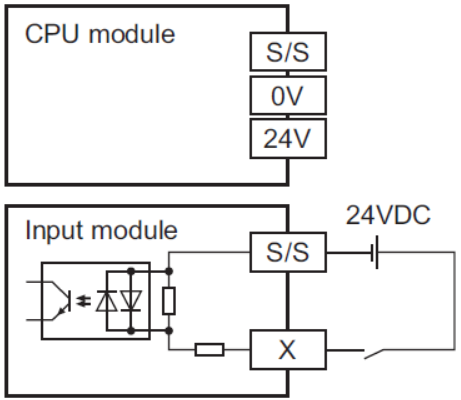 CPU module
S/S
0V
24V
24VDC
Input module
S/S
X